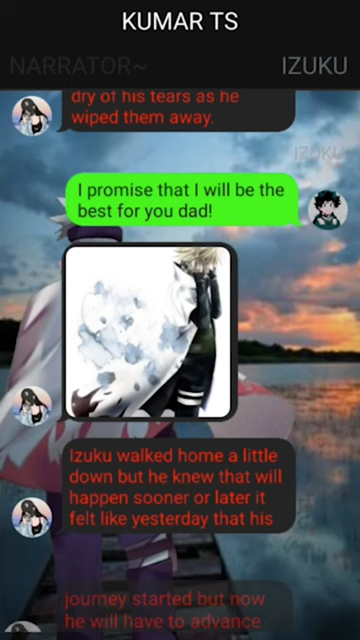 KUMAR TS
NARRATOR~
IZUKU
dry of his tears as he
wiped them away.
IZUKU
I promise that I will be the
best for you dad!
Izuku walked home a little
down but he knew that will
happen sooner or later it
felt like yesterday that his
journey started but now
he will have to advance